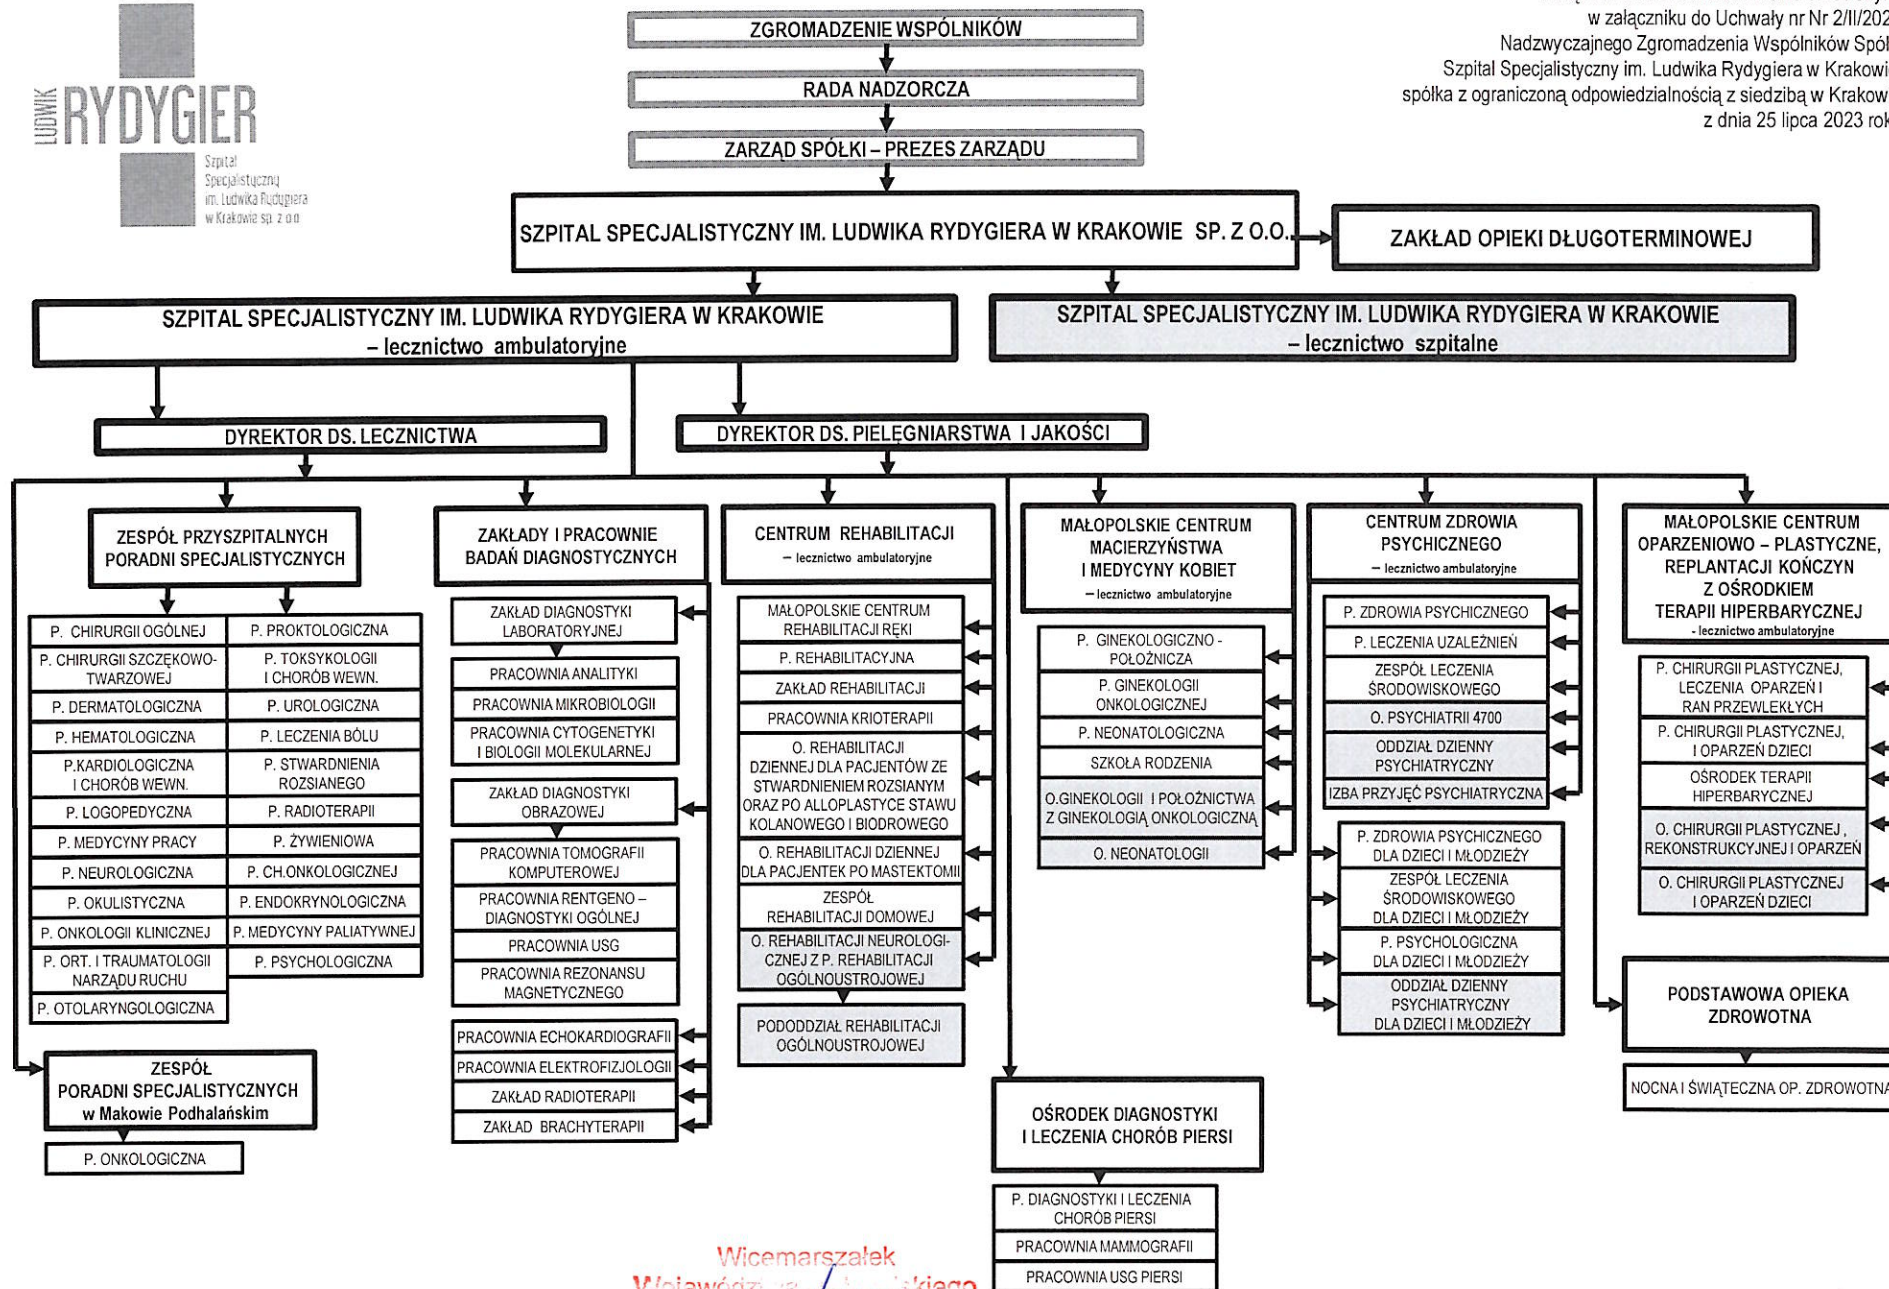 w załączniku do Uchwały nr Nr 2/II/202
Nadzwyczajnego Zgromadzenia Wspólników Spół
Szpital Specjalistyczny im. Ludwika Rydygiera w Krakowi
spółka z ograniczoną odpowiedzialnością z siedzibą w Krakow
z dnia 25 lipca 2023 rok
LUDWIK
RYDYGIER
Szpital
Specjalistyczny
im. Ludwika Rydygiera
w Krakowie sp. z o.o
ZGROMADZENIE WSPÓLNIKÓW
RADA NADZORCZA
ZARZĄD SPÓŁKI – PREZES ZARZĄDU
SZPITAL SPECJALISTYCZNY IM. LUDWIKA RYDYGIERA W KRAKOWIE SP. Z O.O.
ZAKŁAD OPIEKI DŁUGOTERMINOWEJ
SZPITAL SPECJALISTYCZNY IM. LUDWIKA RYDYGIERA W KRAKOWIE
– lecznictwo ambulatoryjne
SZPITAL SPECJALISTYCZNY IM. LUDWIKA RYDYGIERA W KRAKOWIE
– lecznictwo szpitalne
DYREKTOR DS. LECZNICTWA
DYREKTOR DS. PIELĘGNIARSTWA I JAKOŚCI
ZESPÓŁ PRZYSZPITALNYCH
PORADNI SPECJALISTYCZNYCH
P. CHIRURGII OGÓLNEJ
P. CHIRURGII SZCZĘKOWO-
TWARZOWEJ
P. DERMATOLOGICZNA
P. HEMATOLOGICZNA
P.KARDIOLOGICZNA
I CHORÓB WEWN.
P. LOGOPEDYCZNA
P. MEDYCYNY PRACY
P. NEUROLOGICZNA
P. OKULISTYCZNA
P. ONKOLOGII KLINICZNEJ
P. ORT. I TRAUMATOLOGII
NARZĄDU RUCHU
P. OTOLARYNGOLOGICZNA
P. PROKTOLOGICZNA
P. TOKSYKOLOGII
I CHORÓB WEWN.
P. UROLOGICZNA
P. LECZENIA BÓLU
P. STWARDNIENIA
ROZSIANEGO
P. RADIOTERAPII
P. ŻYWIENIOWA
P. CH.ONKOLOGICZNEJ
P. ENDOKRYNOLOGICZNA
P. MEDYCYNY PALIATYWNEJ
P. PSYCHOLOGICZNA
ZESPÓŁ
PORADNI SPECJALISTYCZNYCH
w Makowie Podhalańskim
P. ONKOLOGICZNA
ZAKŁADY I PRACOWNIE
BADAŃ DIAGNOSTYCZNYCH
ZAKŁAD DIAGNOSTYKI
LABORATORYJNEJ
PRACOWNIA ANALITYKI
PRACOWNIA MIKROBIOLOGII
PRACOWNIA CYTOGENETYKI
I BIOLOGII MOLEKULARNEJ
ZAKŁAD DIAGNOSTYKI
OBRAZOWEJ
PRACOWNIA TOMOGRAFII
KOMPUTEROWEJ
PRACOWNIA RENTGENO –
DIAGNOSTYKI OGÓLNEJ
PRACOWNIA USG
PRACOWNIA REZONANSU
MAGNETYCZNEGO
PRACOWNIA ECHOKARDIOGRAFII
PRACOWNIA ELEKTROFIZJOLOGII
ZAKŁAD RADIOTERAPII
ZAKŁAD BRACHYTERAPII
CENTRUM REHABILITACJI
– lecznictwo ambulatoryjne
MAŁOPOLSKIE CENTRUM
REHABILITACJI RĘKI
P. REHABILITACYJNA
ZAKŁAD REHABILITACJI
PRACOWNIA KRIOTERAPII
O. REHABILITACJI
DZIENNEJ DLA PACJENTÓW ZE
STWARDNIENIEM ROZSIANYM
ORAZ PO ALLOPLASTYCE STAWU
KOLANOWEGO I BIODROWEGO
O. REHABILITACJI DZIENNEJ
DLA PACJENTEK PO MASTEKTOMII
ZESPÓŁ
REHABILITACJI DOMOWEJ
O. REHABILITACJI NEUROLOGI-
CZNEJ Z P. REHABILITACJI
OGÓLNOUSTROJOWEJ
PODODDZIAŁ REHABILITACJI
OGÓLNOUSTROJOWEJ
MAŁOPOLSKIE CENTRUM
MACIERZYŃSTWA
I MEDYCYNY KOBIET
– lecznictwo ambulatoryjne
P. GINEKOLOGICZNO -
POŁOŻNICZA
P. GINEKOLOGII
ONKOLOGICZNEJ
P. NEONATOLOGICZNA
SZKOŁA RODZENIA
O.GINEKOLOGII I POŁOŻNICTWA
Z GINEKOLOGIĄ ONKOLOGICZNĄ
O. NEONATOLOGII
OŚRODEK DIAGNOSTYKI
I LECZENIA CHORÓB PIERSI
P. DIAGNOSTYKI I LECZENIA
CHORÓB PIERSI
PRACOWNIA MAMMOGRAFII
PRACOWNIA USG PIERSI
CENTRUM ZDROWIA
PSYCHICZNEGO
– lecznictwo ambulatoryjne
P. ZDROWIA PSYCHICZNEGO
P. LECZENIA UZALEŻNIEŃ
ZESPÓŁ LECZENIA
ŚRODOWISKOWEGO
O. PSYCHIATRII 4700
ODDZIAŁ DZIENNY
PSYCHIATRYCZNY
IZBA PRZYJĘĆ PSYCHIATRYCZNA
P. ZDROWIA PSYCHICZNEGO
DLA DZIECI I MŁODZIEŻY
ZESPÓŁ LECZENIA
ŚRODOWISKOWEGO
DLA DZIECI I MŁODZIEŻY
P. PSYCHOLOGICZNA
DLA DZIECI I MŁODZIEŻY
ODDZIAŁ DZIENNY
PSYCHIATRYCZNY
DLA DZIECI I MŁODZIEŻY
MAŁOPOLSKIE CENTRUM
OPARZENIOWO – PLASTYCZNE,
REPLANTACJI KOŃCZYN
Z OŚRODKIEM
TERAPII HIPERBARYCZNEJ
- lecznictwo ambulatoryjne
P. CHIRURGII PLASTYCZNEJ,
LECZENIA OPARZEŃ I
RAN PRZEWLEKŁYCH
P. CHIRURGII PLASTYCZNEJ,
I OPARZEŃ DZIECI
OŚRODEK TERAPII
HIPERBARYCZNEJ
O. CHIRURGII PLASTYCZNEJ ,
REKONSTRUKCYJNEJ I OPARZEŃ
O. CHIRURGII PLASTYCZNEJ
I OPARZEŃ DZIECI
PODSTAWOWA OPIEKA
ZDROWOTNA
NOCNA I ŚWIĄTECZNA OP. ZDROWOTNA
Wicemarszałek